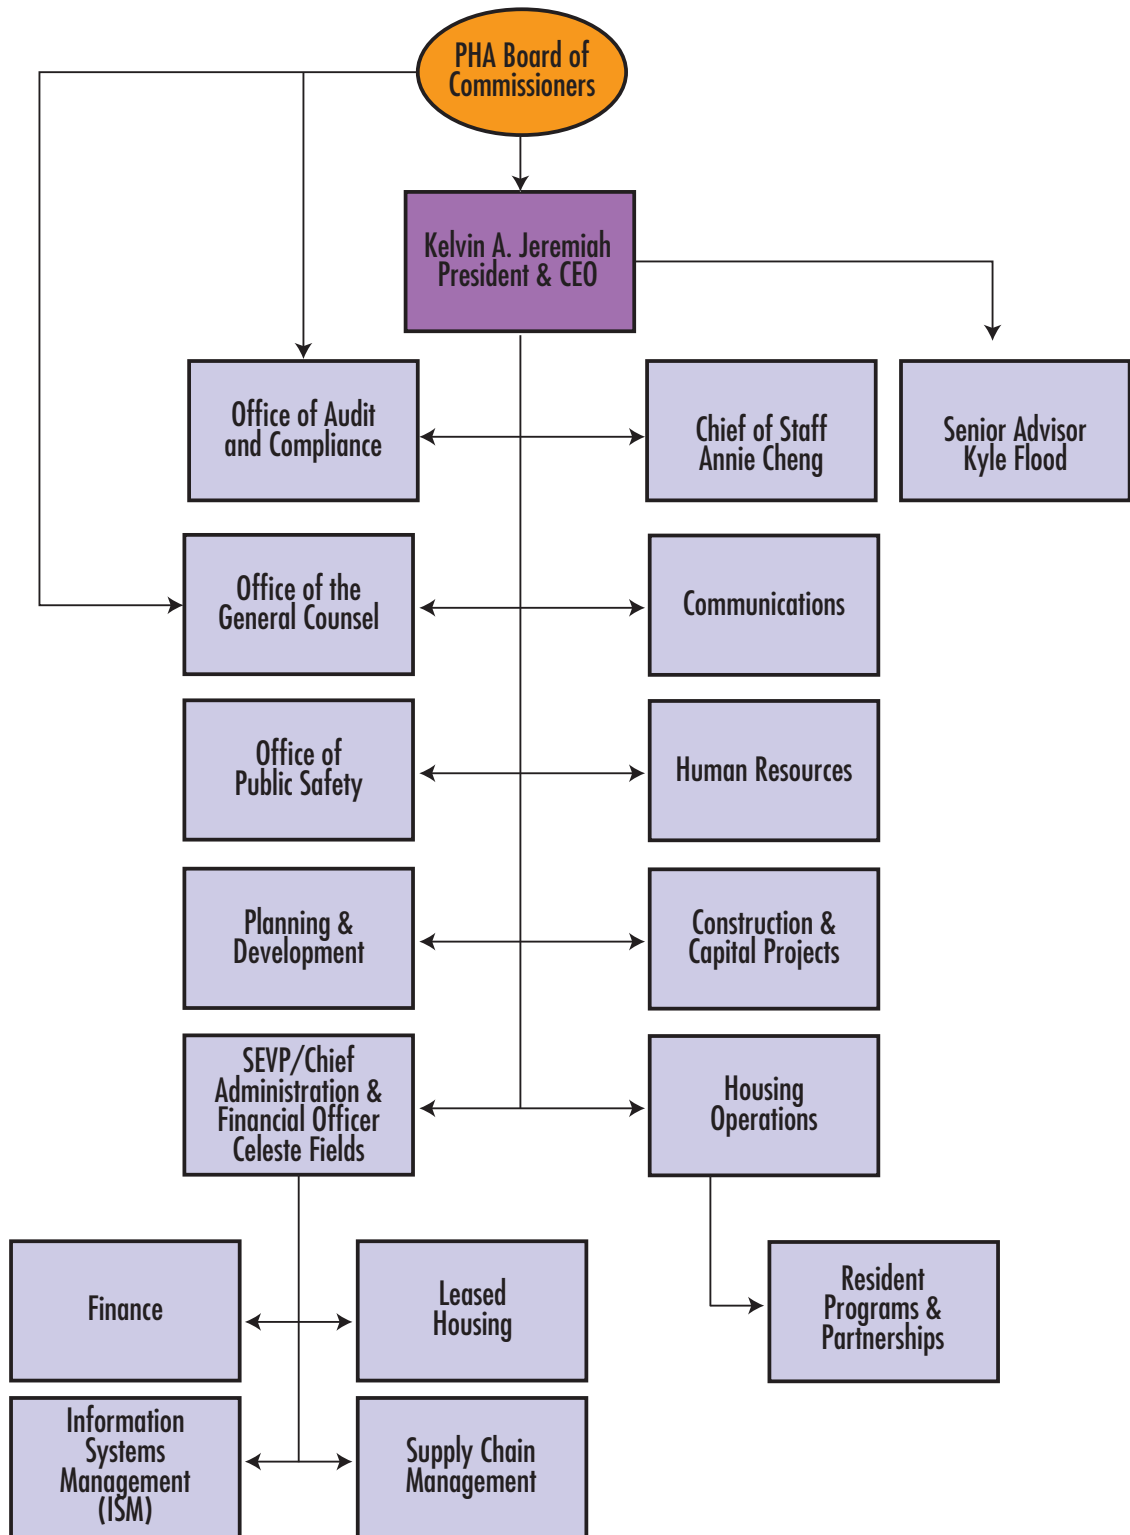 PHA Board of
Commissioners
Kelvin A. Jeremiah
President & CEO
Office of Audit
and Compliance
Chief of Staff
Annie Cheng
Senior Advisor
Kyle Flood
Office of the
General Counsel
Communications
Office of
Public Safety
Human Resources
Planning &
Development
Construction &
Capital Projects
SEVP/Chief
Administration &
Financial Officer
Celeste Fields
Housing
Operations
Finance
Leased
Housing
Resident
Programs &
Partnerships
Information
Systems
Management
(ISM)
Supply Chain
Management